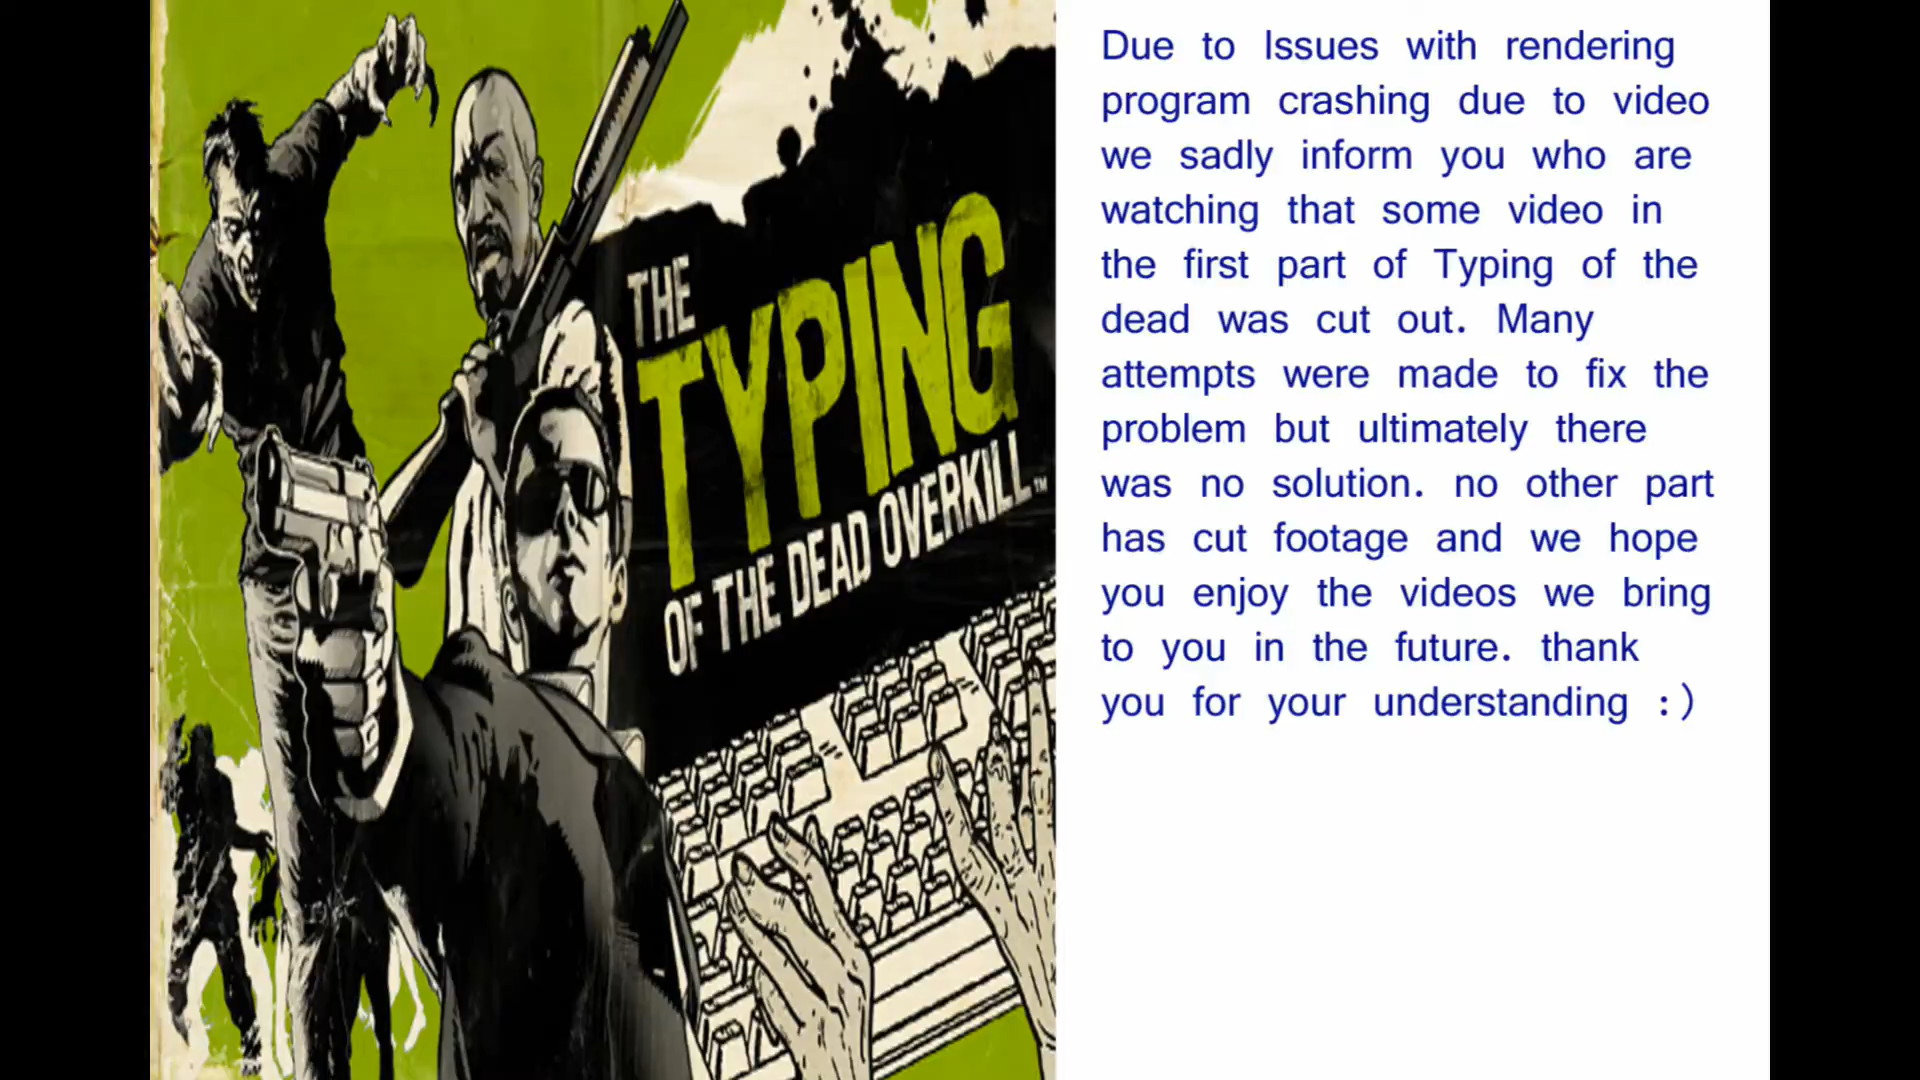 THE
TYPING
OF THE DEAD OVERKILL™
Due to Issues with rendering
program crashing due to video
we sadly inform you who are
watching that some video in
the first part of Typing of the
dead was cut out. Many
attempts were made to fix the
problem but ultimately there
was no solution. no other part
has cut footage and we hope
you enjoy the videos we bring
to you in the future. thank
you for your understanding :)